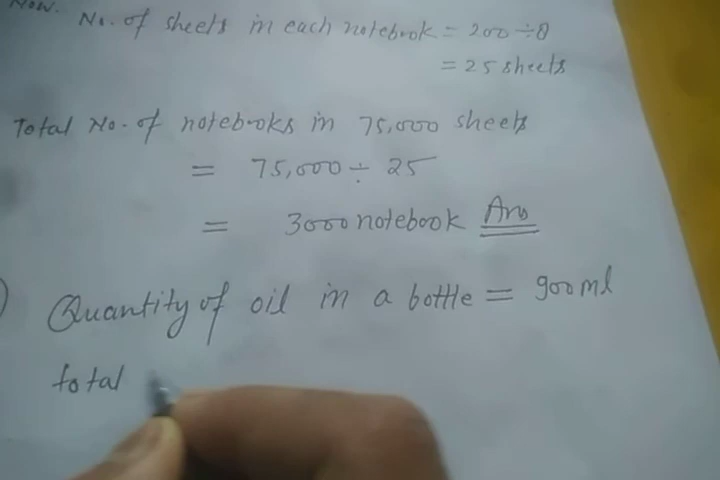 Now.
No. of sheets in each notebook = 200 ÷ 8
= 25 sheets
Total No. of notebooks in 75,000 sheets
= 75,000 ÷ 25
= 3000 notebook Ans
) Quantity of oil in a bottle = 900 ml
total